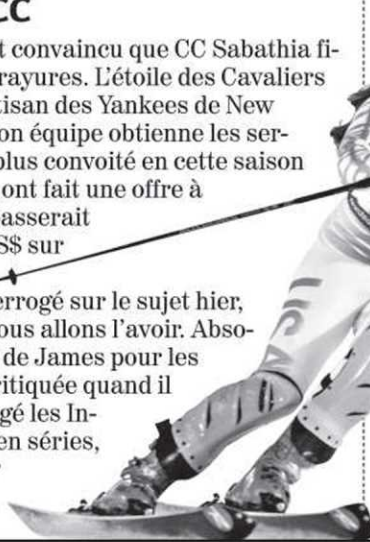 CC
t convaincu que CC Sabathia fi-
rayures. L'étoile des Cavaliers
tisan des Yankees de New
on équipe obtienne les ser-
plus convoité en cette saison
ont fait une offre à
passerait
S$ sur
errogé sur le sujet hier,
ous allons l'avoir. Abso-
de James pour les
ritiquée quand il
gé les In-
en séries,
USA